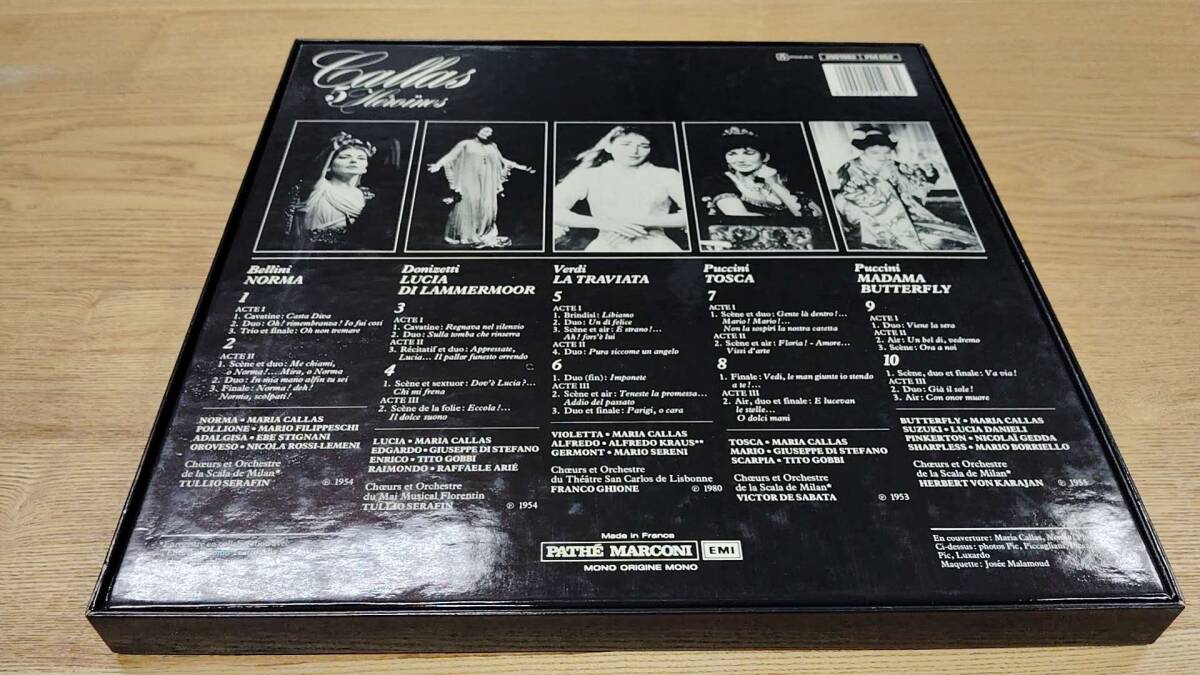 Callas
5 Héroïnes
Bellini
NORMA
1
ACTE I
1. Cavatine: Casta Diva
2. Duo: Oh! rimembranza! Io fui così
3. Trio et finale: Oh non tremare
2
ACTE II
1. Scène et duo: Me chiami,
o Norma!... Mira, o Norma
2. Duo: In mia mano alfin tu sei
3. Finale: Norma! deh!
Norma, scolpati!
NORMA • MARIA CALLAS
POLLIONE • MARIO FILIPPESCHI
ADALGISA • EBE STIGNANI
OROVESO • NICOLA ROSSI-LEMENI
Chœurs et Orchestre
de la Scala de Milan*
TULLIO SERAFIN ℗ 1954
Donizetti
LUCIA
DI LAMMERMOOR
3
ACTE I
1. Cavatine: Regnava nel silenzio
2. Duo: Sulla tomba che rinserra
ACTE II
3. Récitatif et duo: Appressate,
Lucia... Il pallor funesto orrendo
4
1. Scène et sextuor: Dov'è Lucia?...
Chi mi frena
ACTE III
2. Scène de la folie: Eccola!...
Il dolce suono
LUCIA • MARIA CALLAS
EDGARDO • GIUSEPPE DI STEFANO
ENRICO • TITO GOBBI
RAIMONDO • RAFFAELE ARIÉ
Chœurs et Orchestre
du Mai Musical Florentin
TULLIO SERAFIN ℗ 1954
Verdi
LA TRAVIATA
5
ACTE I
1. Brindisi: Libiamo
2. Duo: Un dì felice
3. Scène et air: È strano!...
Ah! fors'è lui
ACTE II
4. Duo: Pura siccome un angelo
6
1. Duo (fin): Imponete
ACTE III
2. Scène et air: Teneste la promessa...
Addio del passato
3. Duo et finale: Parigi, o cara
VIOLETTA • MARIA CALLAS
ALFREDO • ALFREDO KRAUS**
GERMONT • MARIO SERENI
Chœurs et Orchestre
du Théâtre San Carlos de Lisbonne
FRANCO GHIONE ℗ 1980
Puccini
TOSCA
7
ACTE I
1. Scène et duo: Gente là dentro!...
Mario! Mario!...
Non la sospiri la nostra casetta
ACTE II
2. Scène et air: Floria! - Amore...
Vissi d'arte
8
1. Finale: Vedi, le man giunte io stendo
a te!...
ACTE III
2. Air, duo et finale: E lucevan
le stelle...
O dolci mani
TOSCA • MARIA CALLAS
MARIO • GIUSEPPE DI STEFANO
SCARPIA • TITO GOBBI
Chœurs et Orchestre
de la Scala de Milan*
VICTOR DE SABATA ℗ 1953
Puccini
MADAMA
BUTTERFLY
9
ACTE I
1. Duo: Viene la sera
ACTE II
2. Air: Un bel dì, vedremo
3. Scène: Ora a noi
10
1. Scène, duo et finale: Va via!
ACTE III
2. Duo: Già il sole!
3. Air: Con onor muore
BUTTERFLY • MARIA CALLAS
SUZUKI • LUCIA DANIELI
PINKERTON • NICOLAÏ GEDDA
SHARPLESS • MARIO BORRIELLO
Chœurs et Orchestre
de la Scala de Milan*
HERBERT VON KARAJAN ℗ 1955
Made in France
PATHÉ MARCONI EMI
MONO ORIGINE MONO
En couverture: Maria Callas,
Ci-dessus: photos Pic, Piccagliani,
Pic, Luxardo
Maquette: Josée Malamoud